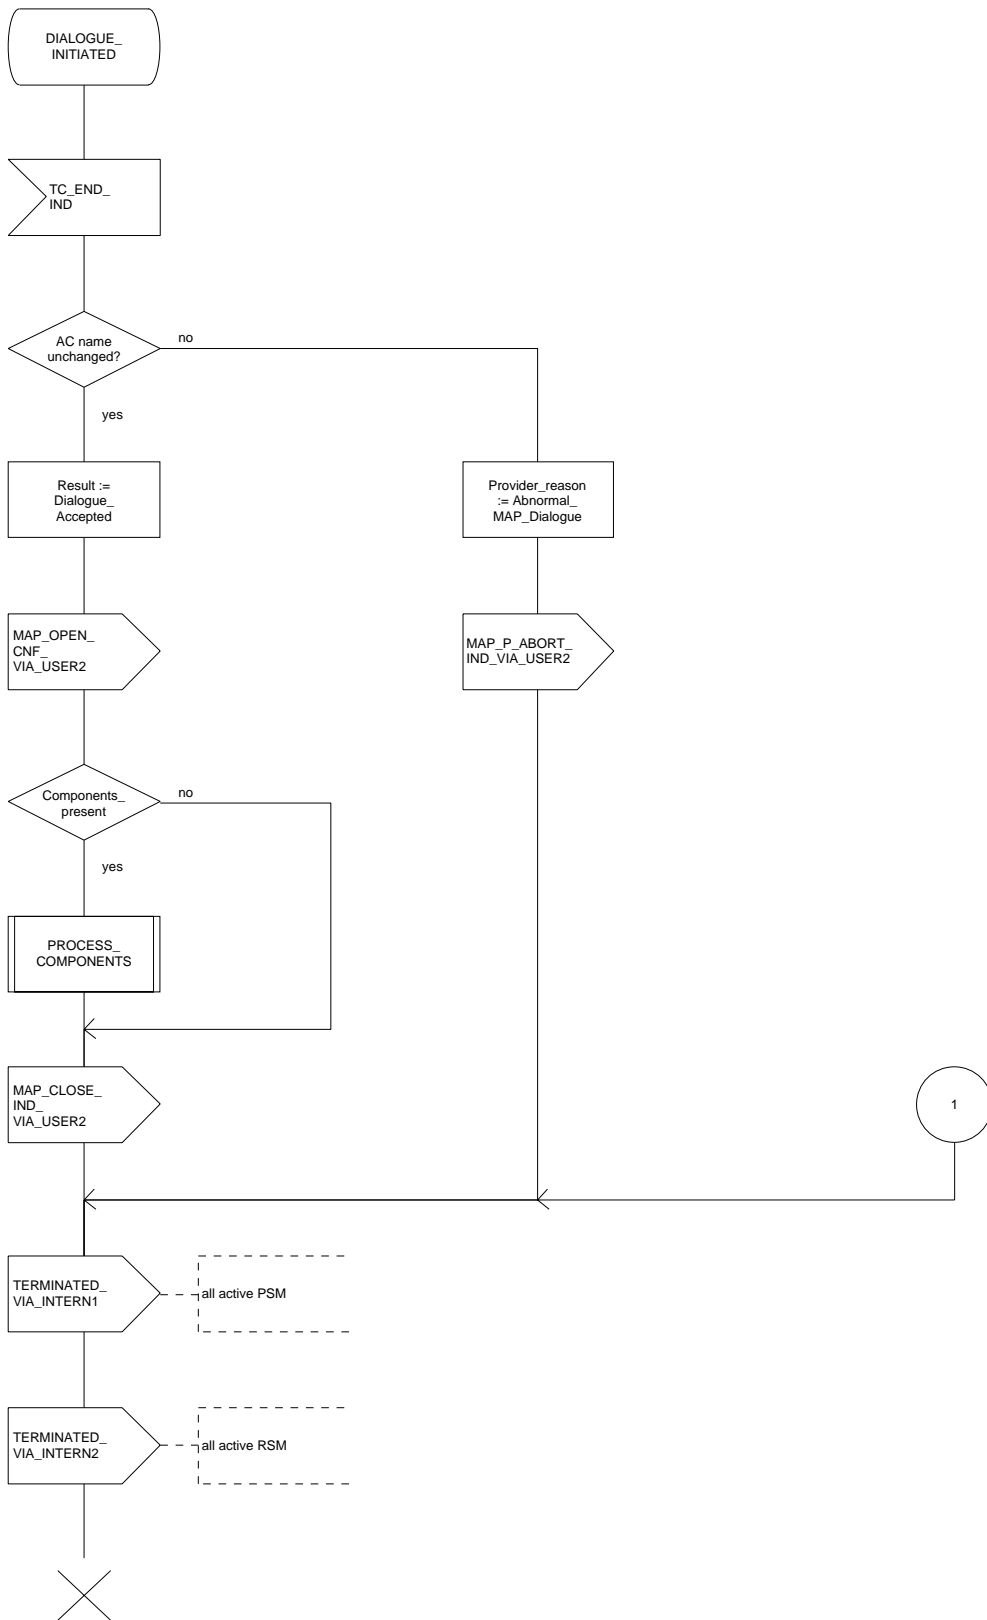 DIALOGUE_
INITIATED
TC_END_
IND
AC name
unchanged?
no
yes
Result :=
Dialogue_
Accepted
Provider_reason
:= Abnormal_
MAP_Dialogue
MAP_OPEN_
CNF_
VIA_USER2
MAP_P_ABORT_
IND_VIA_USER2
Components_
present
no
yes
PROCESS_
COMPONENTS
MAP_CLOSE_
IND_
VIA_USER2
1
TERMINATED_
VIA_INTERN1
all active PSM
TERMINATED_
VIA_INTERN2
all active RSM